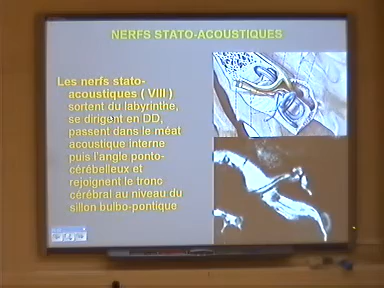 NERFS STATO-ACOUSTIQUES
Les nerfs stato-
acoustiques ( VIII )
sortent du labyrinthe,
se dirigent en DD,
passent dans le méat
acoustique interne
puis l'angle ponto-
cérébelleux et
rejoignent le tronc
cérébral au niveau du
sillon bulbo-pontique